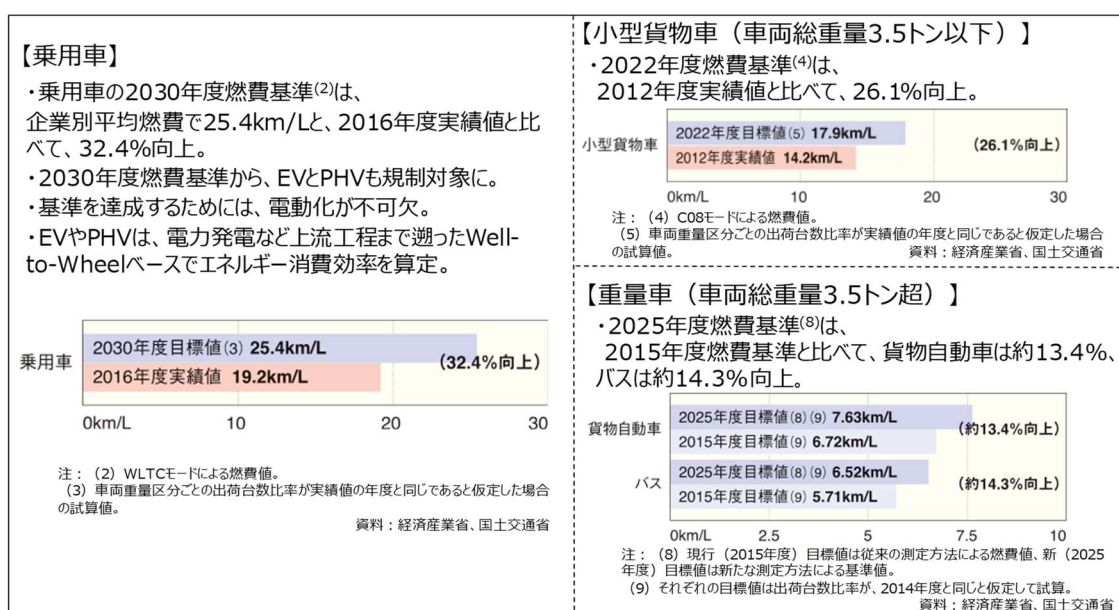 【乗用車】
・乗用車の2030年度燃費基準(2)は、
企業別平均燃費で25.4km/Lと、2016年度実績値と比
べて、32.4%向上。
・2030年度燃費基準から、EVとPHVも規制対象に。
・基準を達成するためには、電動化が不可欠。
・EVやPHVは、電力発電など上流工程まで遡ったWell-
to-Wheelベースでエネルギー消費効率を算定。
乗用車
2030年度目標値(3) 25.4km/L
(32.4%向上)
2016年度実績値 19.2km/L
0km/L 10 20 30
注：（2）WLTCモードによる燃費値。
（3）車両重量区分ごとの出荷台数比率が実績値の年度と同じであると仮定した場合
の試算値。
資料：経済産業省、国土交通省
【小型貨物車（車両総重量3.5トン以下）】
・2022年度燃費基準(4)は、
2012年度実績値と比べて、26.1%向上。
小型貨物車
2022年度目標値(5) 17.9km/L
(26.1%向上)
2012年度実績値 14.2km/L
0km/L 10 20 30
注：（4）C08モードによる燃費値。
（5）車両重量区分ごとの出荷台数比率が実績値の年度と同じであると仮定した場合
の試算値。 資料：経済産業省、国土交通省
【重量車（車両総重量3.5トン超）】
・2025年度燃費基準(8)は、
2015年度燃費基準と比べて、貨物自動車は約13.4%、
バスは約14.3%向上。
貨物自動車
2025年度目標値(8)(9) 7.63km/L
(約13.4%向上)
2015年度目標値(9) 6.72km/L
バス
2025年度目標値(8)(9) 6.52km/L
(約14.3%向上)
2015年度目標値(9) 5.71km/L
0km/L 2.5 5 7.5 10
注：（8）現行（2015年度）目標値は従来の測定方法による燃費値、新（2025
年度）目標値は新たな測定方法による基準値。
（9）それぞれの目標値は出荷台数比率が、2014年度と同じと仮定して試算。
資料：経済産業省、国土交通省